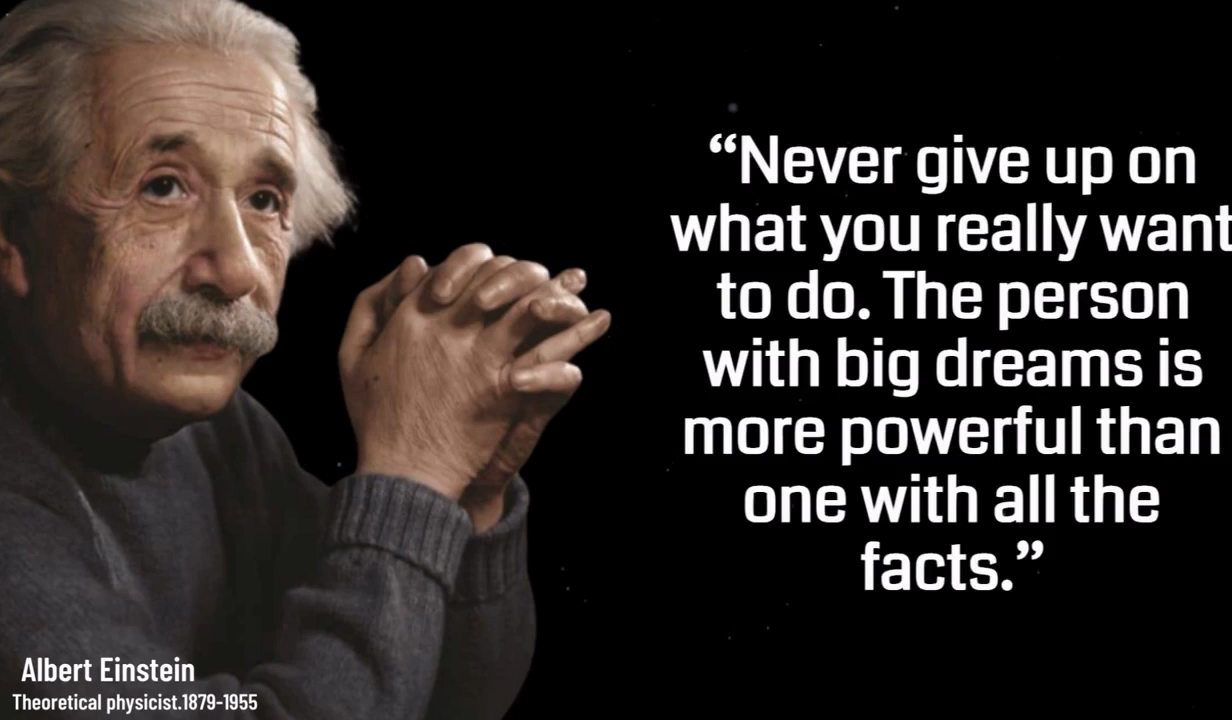 “Never give up on
what you really want
to do. The person
with big dreams is
more powerful than
one with all the
facts.”
Albert Einstein
Theoretical physicist.1879-1955